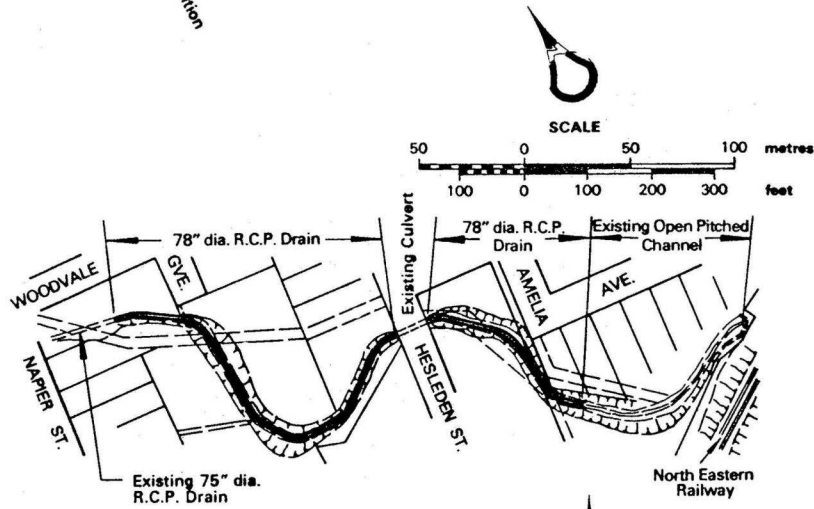 SCALE
50 0 50 100 metres
100 0 100 200 300 feet
78" dia. R.C.P. Drain
Existing Culvert
78" dia. R.C.P.
Drain
Existing Open Pitched
Channel
WOODVALE
GVE.
AMELIA
AVE.
NAPIER
ST.
HESLEDEN ST.
Existing 75" dia.
R.C.P. Drain
North Eastern
Railway